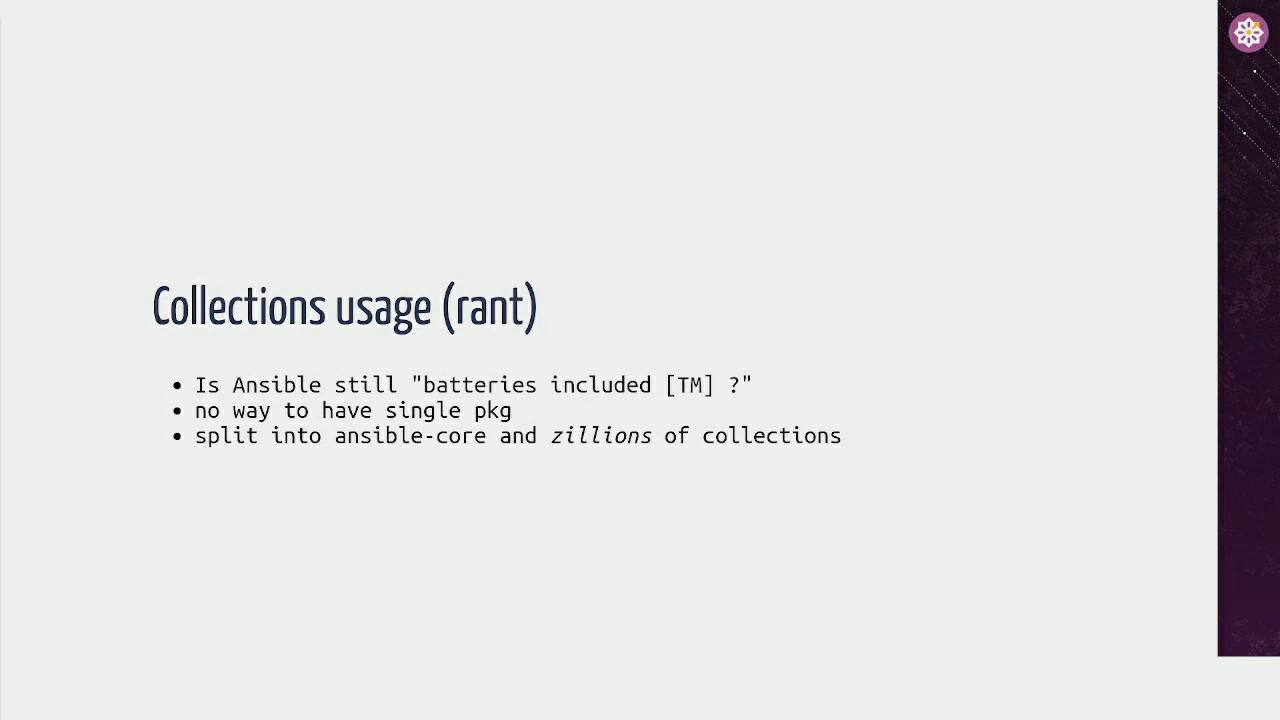 Collections usage (rant)
• Is Ansible still "batteries included [TM] ?"
• no way to have single pkg
• split into ansible-core and zillions of collections